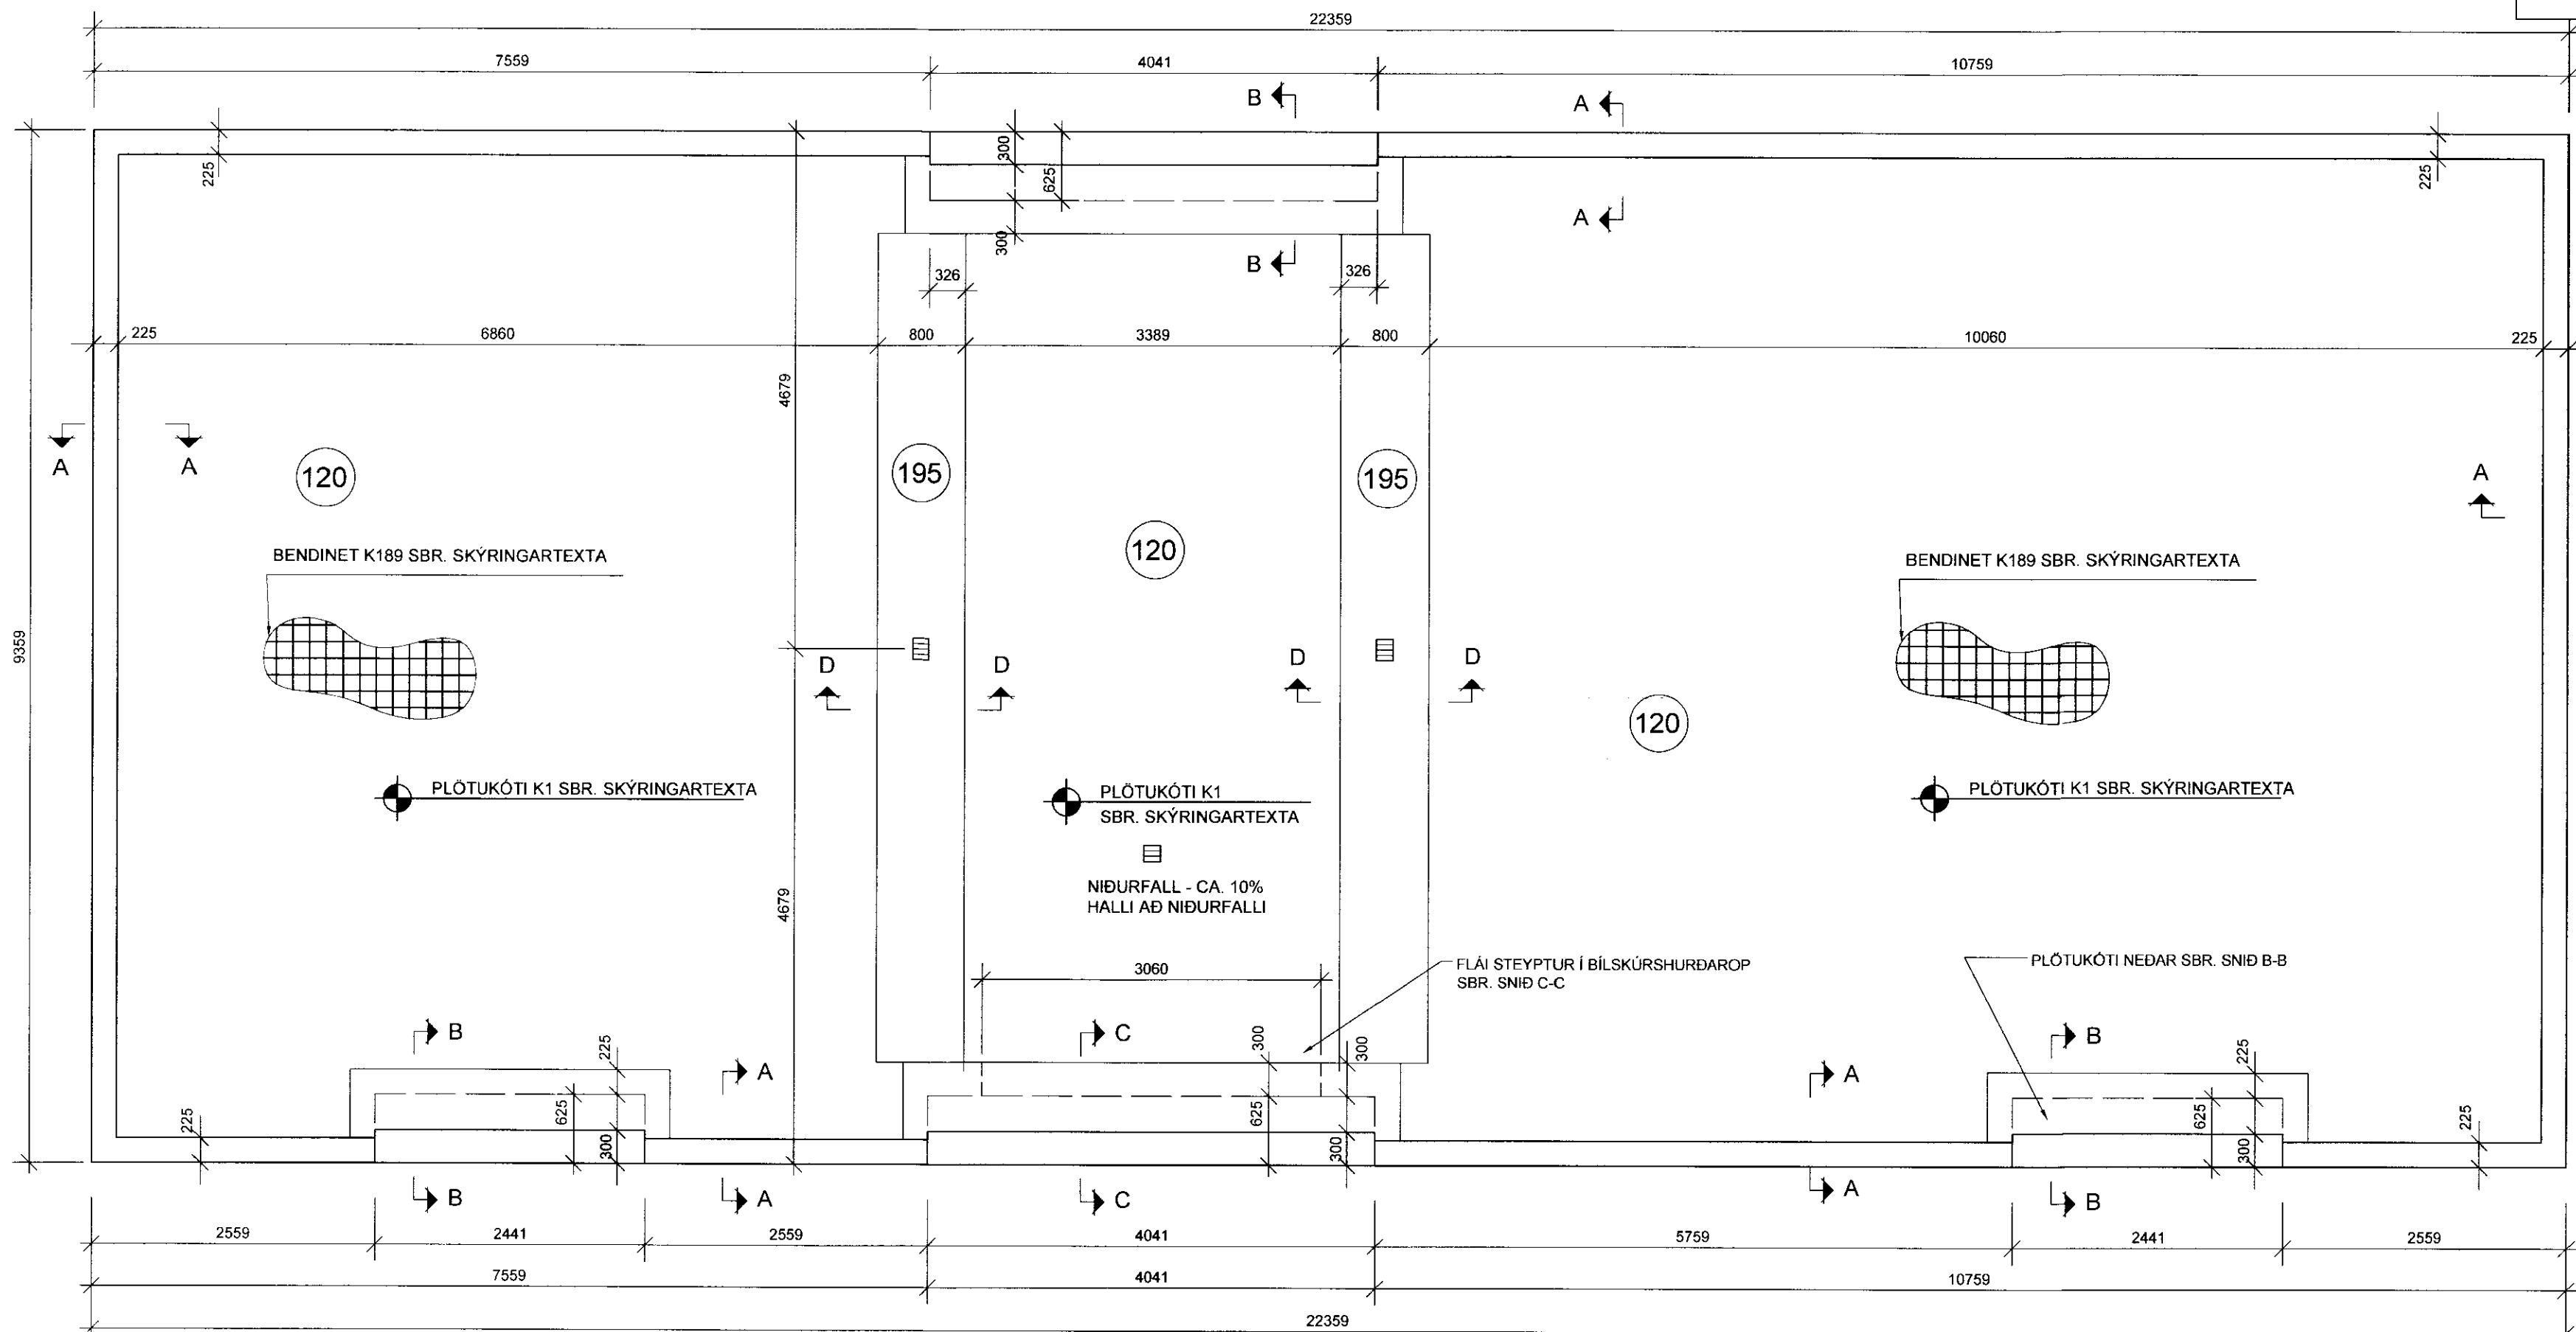 22359
7559
4041
10759
B
A
300
625
225
225
A
300
B
326
326
225
6860
800
3389
800
10060
225
4679
A
A
120
195
195
A
120
BENDINET K189 SBR. SKÝRINGARTEXTA
BENDINET K189 SBR. SKÝRINGARTEXTA
9359
D
D
D
D
120
PLÖTUKÓTI K1 SBR. SKÝRINGARTEXTA
PLÖTUKÓTI K1
SBR. SKÝRINGARTEXTA
PLÖTUKÓTI K1 SBR. SKÝRINGARTEXTA
NIÐURFALL - CA. 10%
HALLI AÐ NIÐURFALLI
4679
3060
FLÁI STEYPTUR Í BÍLSKÚRSHURÐAROP
SBR. SNIÐ C-C
PLÖTUKÓTI NEÐAR SBR. SNIÐ B-B
B
225
A
C
300
300
A
B
225
225
625
300
625
300
625
300
225
B
A
C
A
B
2559
2441
2559
4041
5759
2441
2559
7559
4041
10759
22359